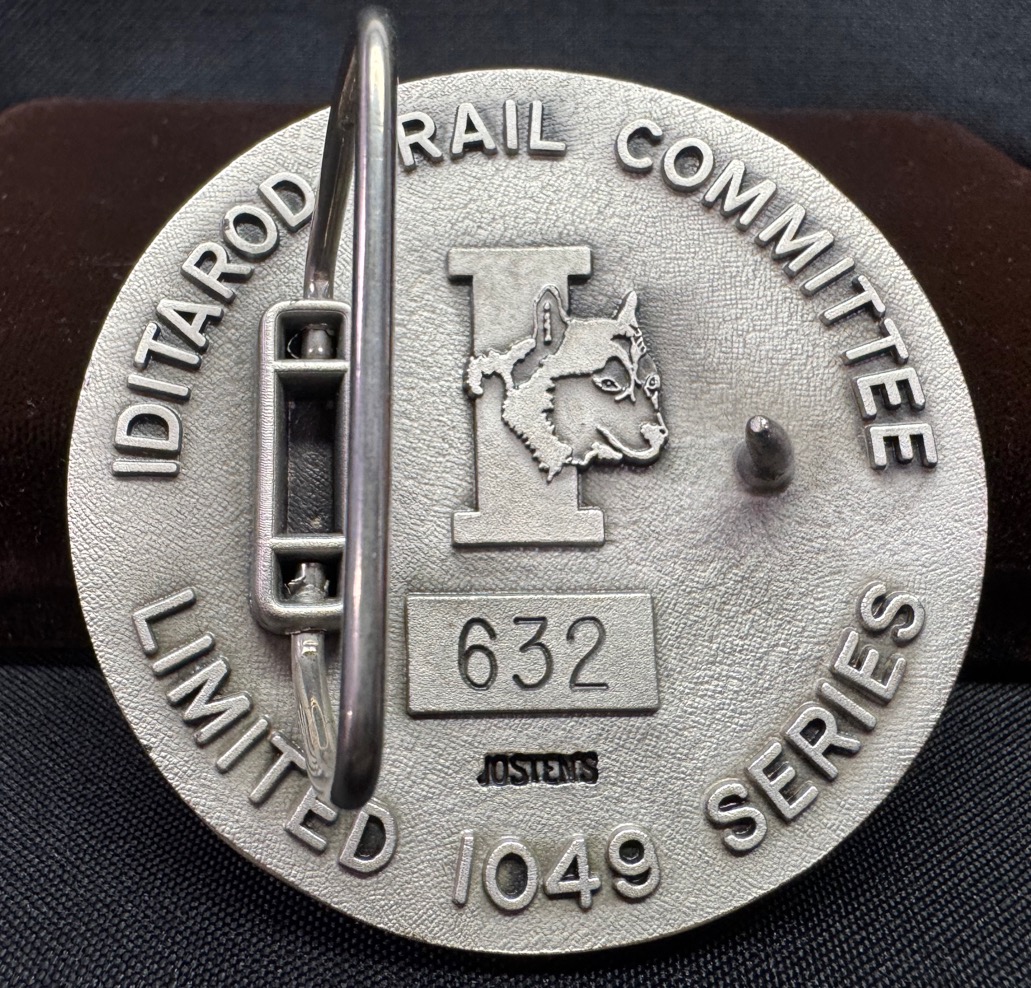 IDITAROD RAIL COMMITTEE
I
632
JOSTENS
LIMITED 1049 SERIES